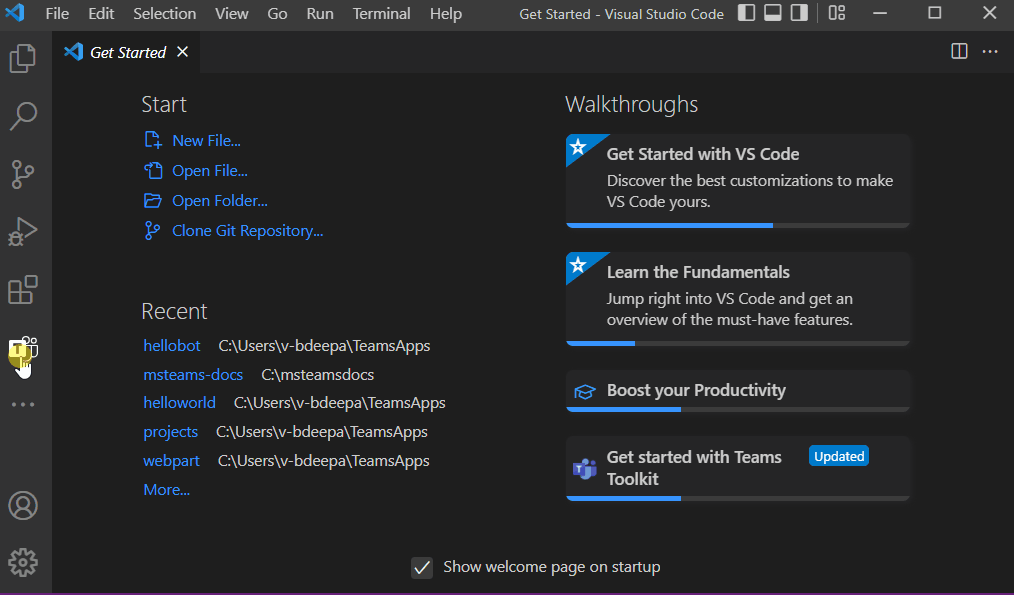 File Edit Selection View Go Run Terminal Help Get Started - Visual Studio Code
Get Started
Start
New File...
Open File...
Open Folder...
Clone Git Repository...
Recent
hellobot C:\Users\v-bdeepa\TeamsApps
msteams-docs C:\msteamsdocs
helloworld C:\Users\v-bdeepa\TeamsApps
projects C:\Users\v-bdeepa\TeamsApps
webpart C:\Users\v-bdeepa\TeamsApps
More...
Walkthroughs
Get Started with VS Code
Discover the best customizations to make
VS Code yours.
Learn the Fundamentals
Jump right into VS Code and get an
overview of the must-have features.
Boost your Productivity
Get started with Teams Updated
Toolkit
Show welcome page on startup